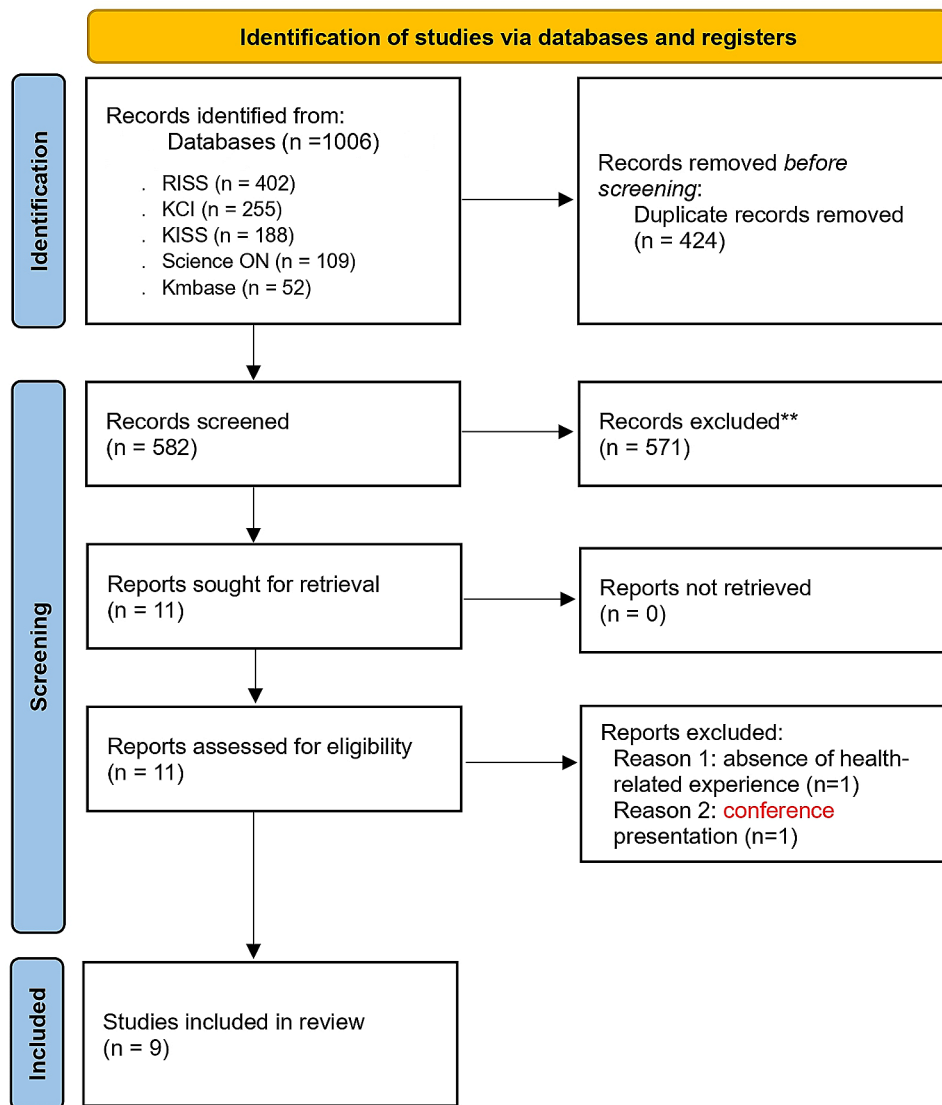 Identification of studies via databases and registers
Identification
Records identified from:
Databases (n =1006)
. RISS (n = 402)
. KCI (n = 255)
. KISS (n = 188)
. Science ON (n = 109)
. Kmbase (n = 52)
Records removed before
screening:
Duplicate records removed
(n = 424)
Screening
Records screened
(n = 582)
Records excluded**
(n = 571)
Reports sought for retrieval
(n = 11)
Reports not retrieved
(n = 0)
Reports assessed for eligibility
(n = 11)
Reports excluded:
Reason 1: absence of health-
related experience (n=1)
Reason 2: conference
presentation (n=1)
Included
Studies included in review
(n = 9)